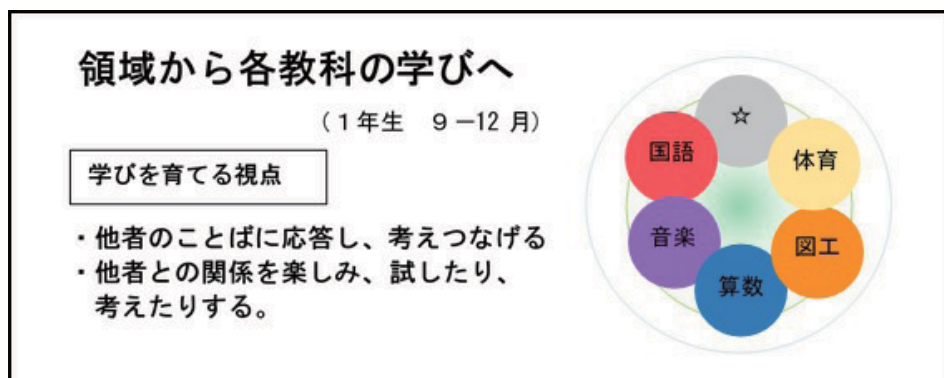 領域から各教科の学びへ
(1年生 9－12月)
学びを育てる視点
・他者のことばに応答し、考えつなげる
・他者との関係を楽しみ、試したり、
考えたりする。
☆
国語
体育
音楽
図工
算数